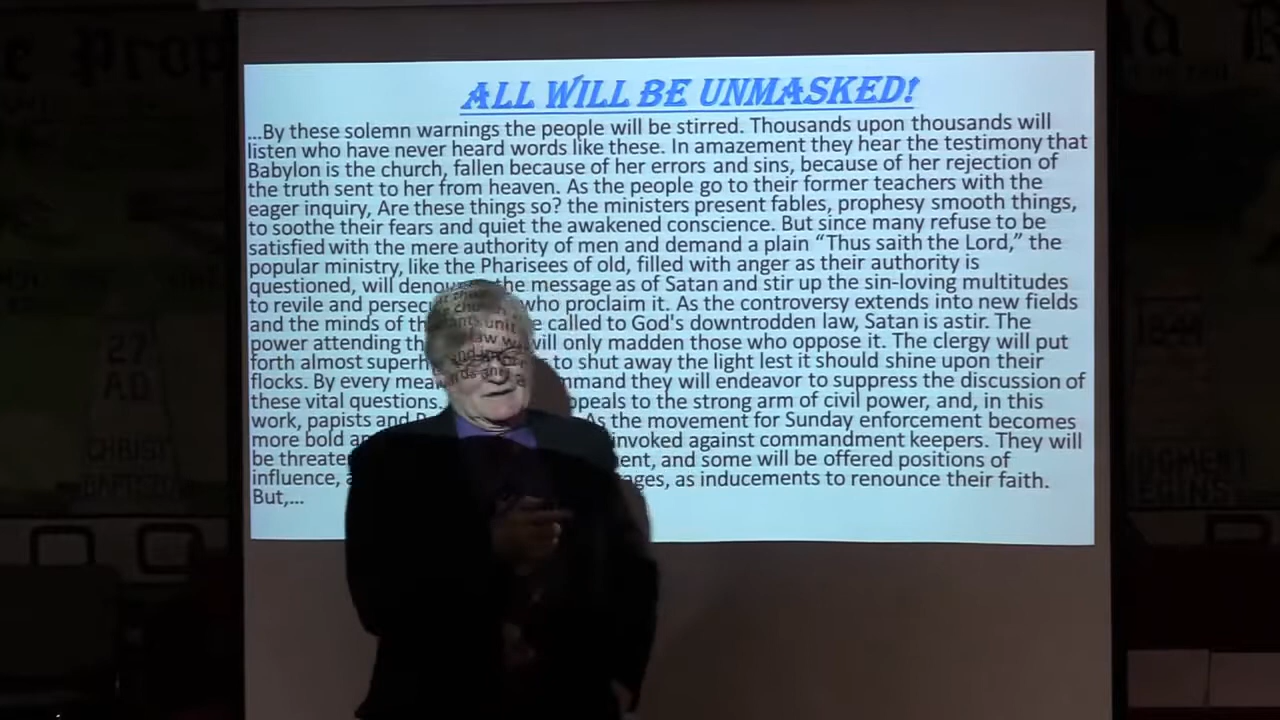 ALL WILL BE UNMASKED!
...By these solemn warnings the people will be stirred. Thousands upon thousands will
listen who have never heard words like these. In amazement they hear the testimony that
Babylon is the church, fallen because of her errors and sins, because of her rejection of
the truth sent to her from heaven. As the people go to their former teachers with the
eager inquiry, Are these things so? the ministers present fables, prophesy smooth things,
to soothe their fears and quiet the awakened conscience. But since many refuse to be
satisfied with the mere authority of men and demand a plain “Thus saith the Lord,” the
popular ministry, like the Pharisees of old, filled with anger as their authority is
questioned, will the message as of Satan and stir up the sin-loving multitudes
to revile and who proclaim it. As the controversy extends into new fields
and the minds of called to God's downtrodden law, Satan is astir. The
power attending will only madden those who oppose it. The clergy will put
forth almost to shut away the light lest it should shine upon their
flocks. By every they will endeavor to suppress the discussion of
these vital questions. to the strong arm of civil power, and, in this
work, papists and As the movement for Sunday enforcement becomes
more bold invoked against commandment keepers. They will
be and some will be offered positions of
influence, as inducements to renounce their faith.
But,...
27
AD
CHRIST
1844